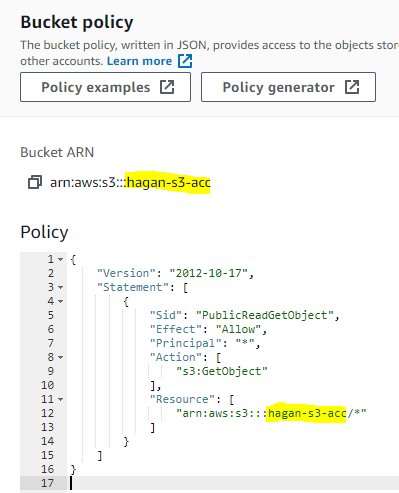 Bucket policy
The bucket policy, written in JSON, provides access to the objects stor
other accounts. Learn more
Policy examples
Policy generator
Bucket ARN
arn:aws:s3:::hagan-s3-acc
Policy
1 {
2 "Version": "2012-10-17",
3 "Statement": [
4 {
5 "Sid": "PublicReadGetObject",
6 "Effect": "Allow",
7 "Principal": "*",
8 "Action": [
9 "s3:GetObject"
10 ],
11 "Resource": [
12 "arn:aws:s3:::hagan-s3-acc/*"
13 ]
14 }
15 ]
16 }
17